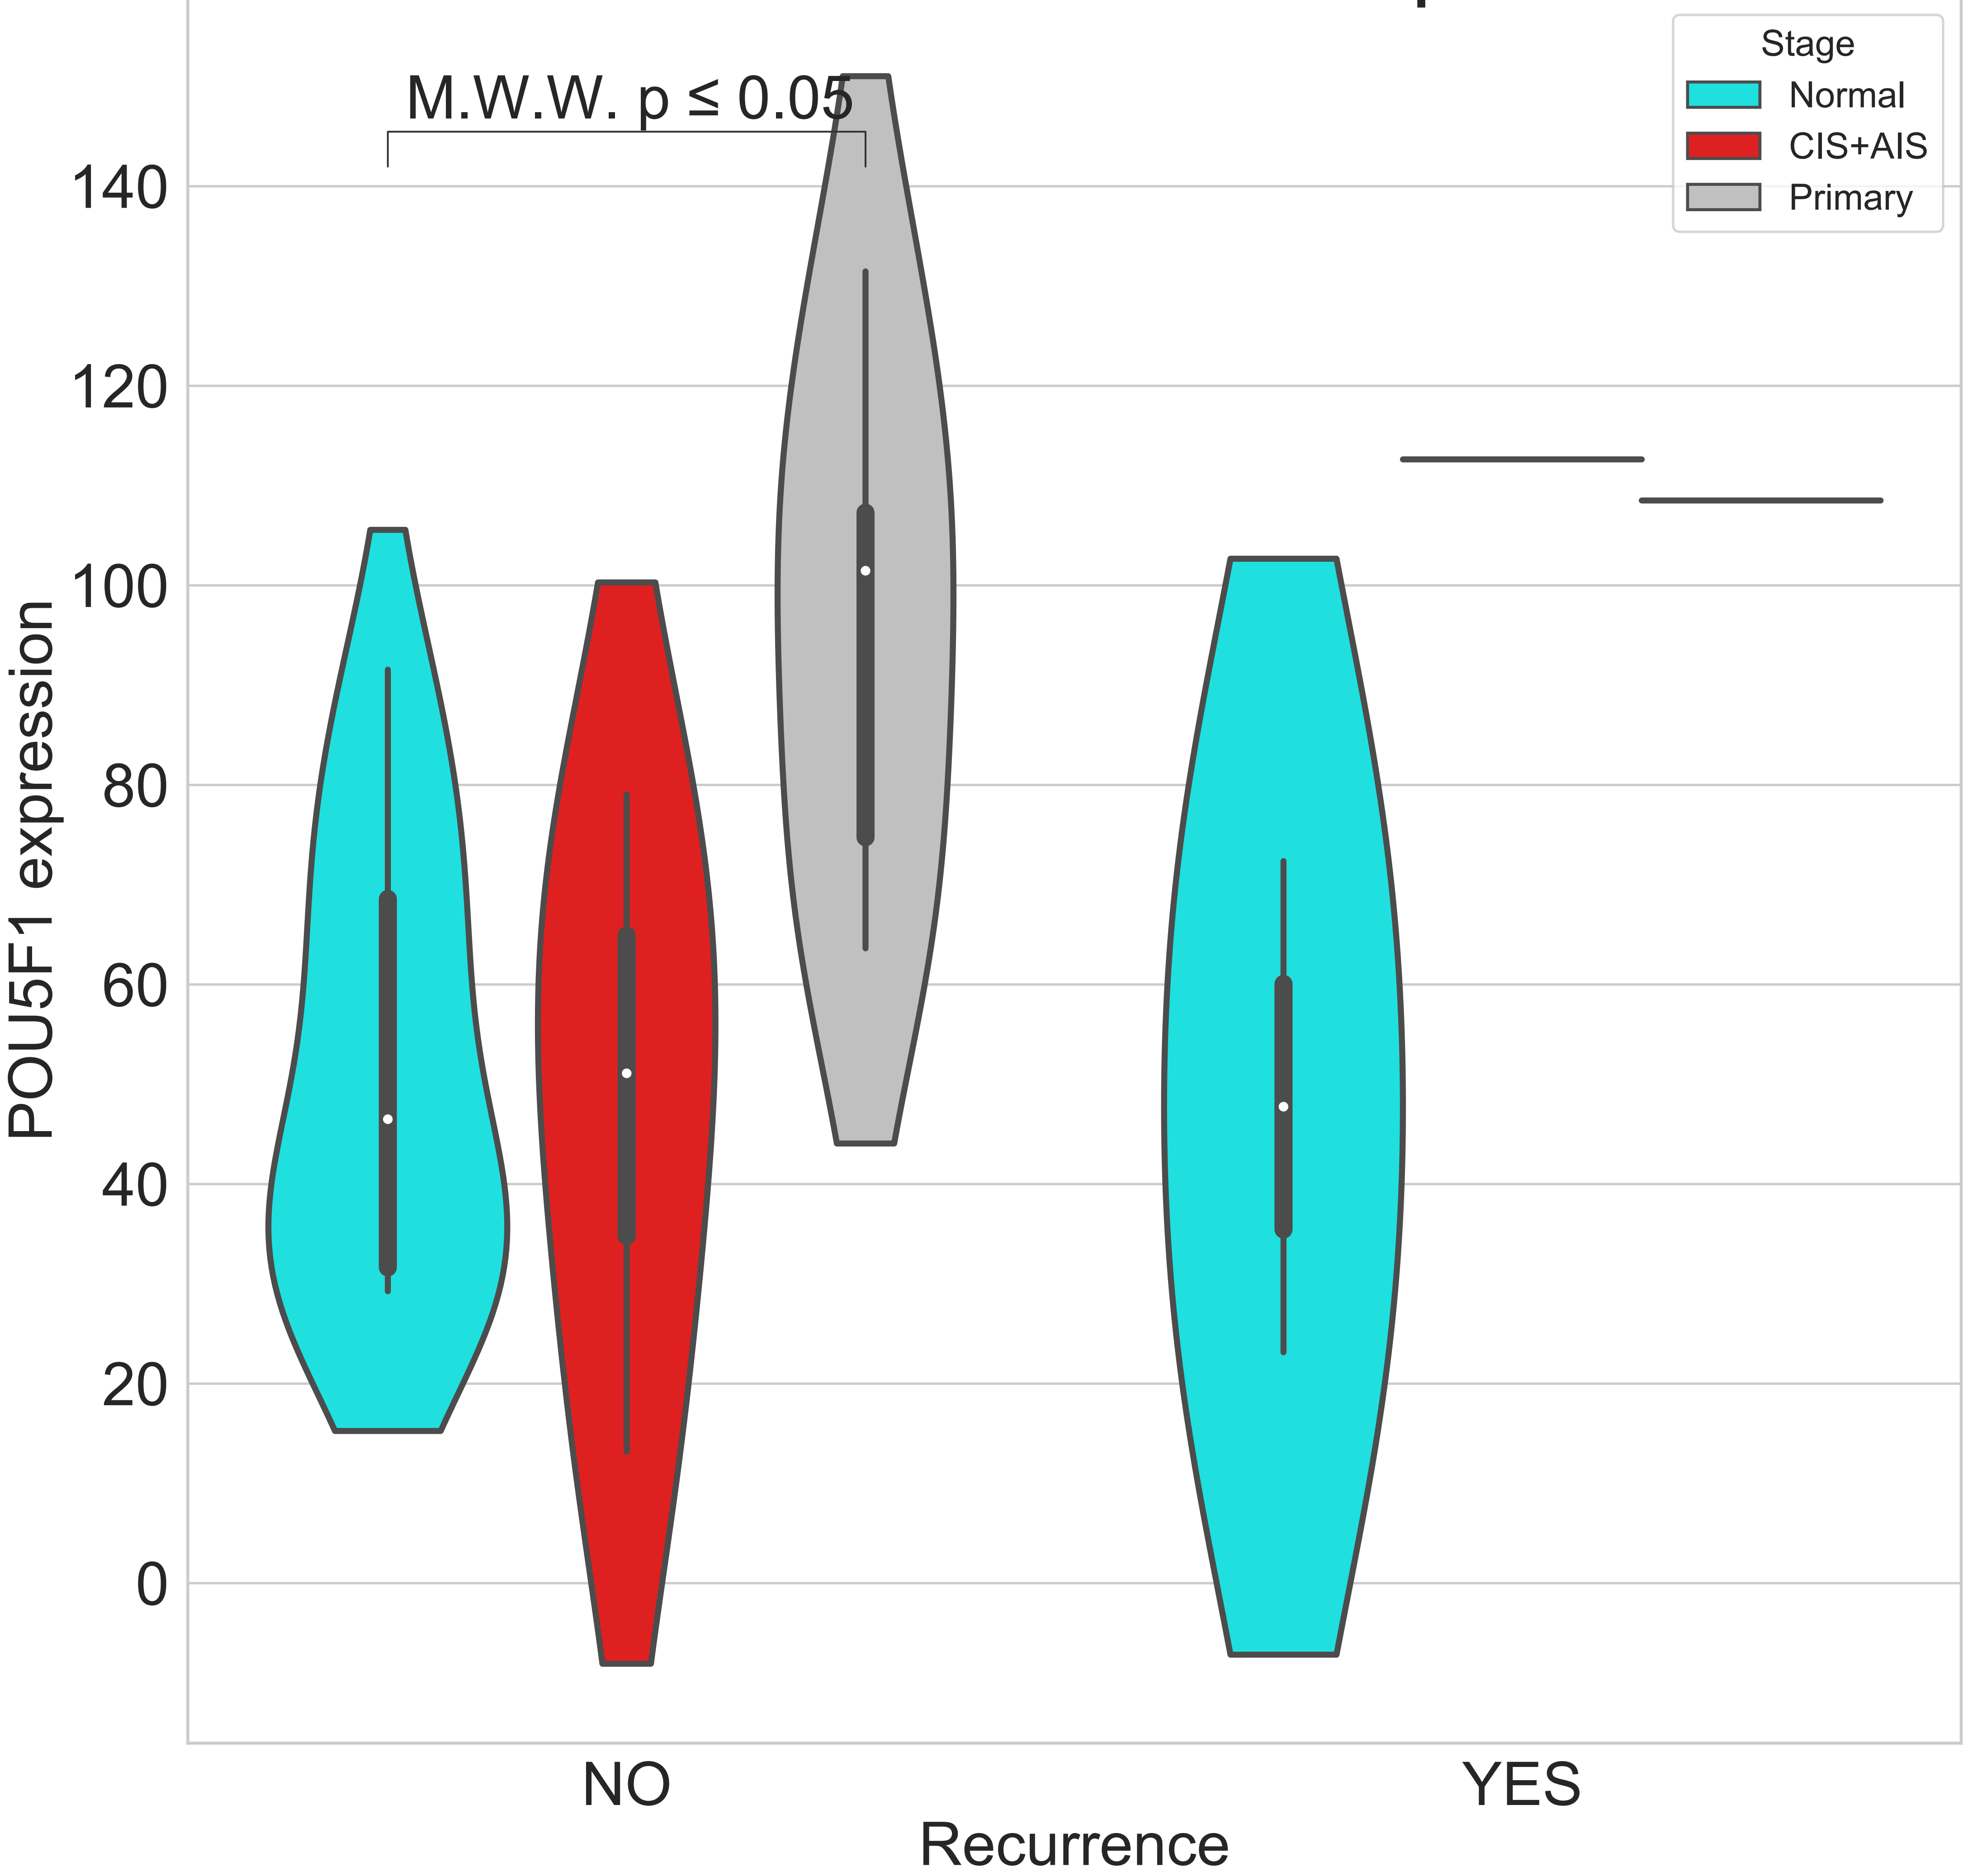 Stage
Normal
CIS+AIS
Primary
M.W.W. p ≤ 0.05
140
120
100
80
60
40
20
0
POU5F1 expression
NO
YES
Recurrence